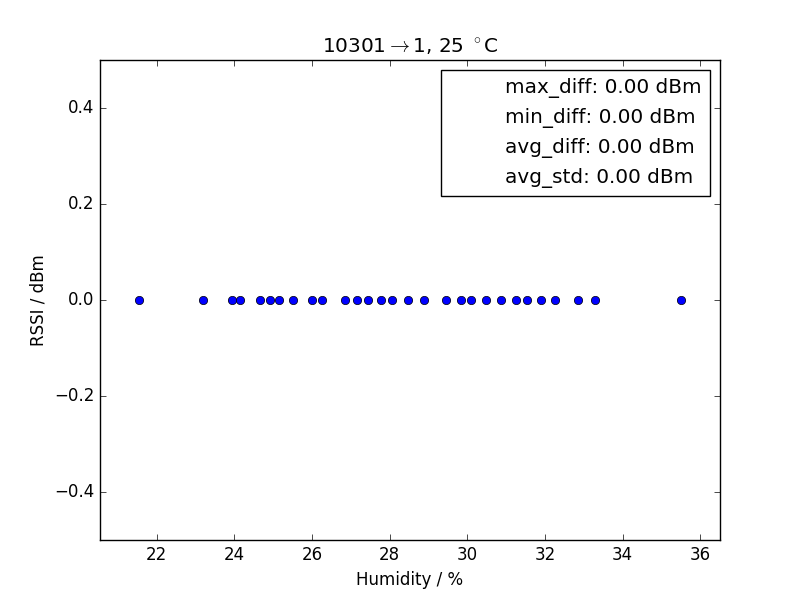 10301→1, 25 °C
max_diff: 0.00 dBm
min_diff: 0.00 dBm
avg_diff: 0.00 dBm
avg_std: 0.00 dBm
0.4
0.2
0.0
−0.2
−0.4
RSSI / dBm
22 24 26 28 30 32 34 36
Humidity / %